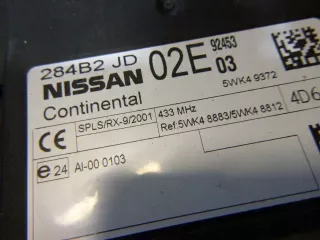 284B2 JD 02E 92453
NISSAN 03
Continental 5WK4 9372
CE SPLS/RX-9/2001 433 MHz 4D6
Ref:5WK4 8883/5WK4 8812
e24 AI-00 0103